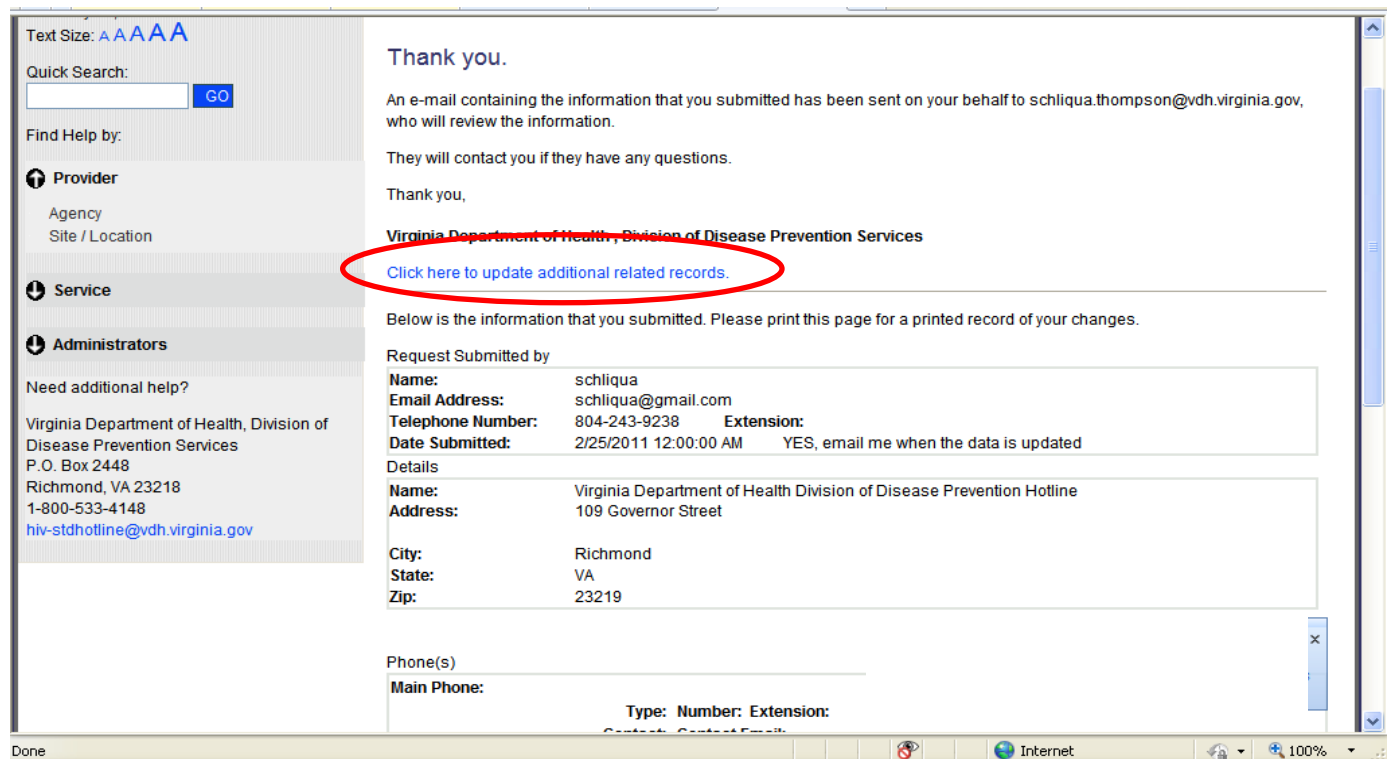 Text Size: A A A A A
Quick Search:
GO
Find Help by:
Provider
Agency
Site / Location
Service
Administrators
Need additional help?
Virginia Department of Health, Division of
Disease Prevention Services
P.O. Box 2448
Richmond, VA 23218
1-800-533-4148
hiv-stdhotline@vdh.virginia.gov
Thank you.
An e-mail containing the information that you submitted has been sent on your behalf to schliqua.thompson@vdh.virginia.gov,
who will review the information.
They will contact you if they have any questions.
Thank you,
Virginia Department of Health , Division of Disease Prevention Services
Click here to update additional related records.
Below is the information that you submitted. Please print this page for a printed record of your changes.
Request Submitted by
Name: schliqua
Email Address: schliqua@gmail.com
Telephone Number: 804-243-9238 Extension:
Date Submitted: 2/25/2011 12:00:00 AM YES, email me when the data is updated
Details
Name: Virginia Department of Health Division of Disease Prevention Hotline
Address: 109 Governor Street
City: Richmond
State: VA
Zip: 23219
Phone(s)
Main Phone:
Type: Number: Extension:
Contact: Contact Email:
Done Internet 100%